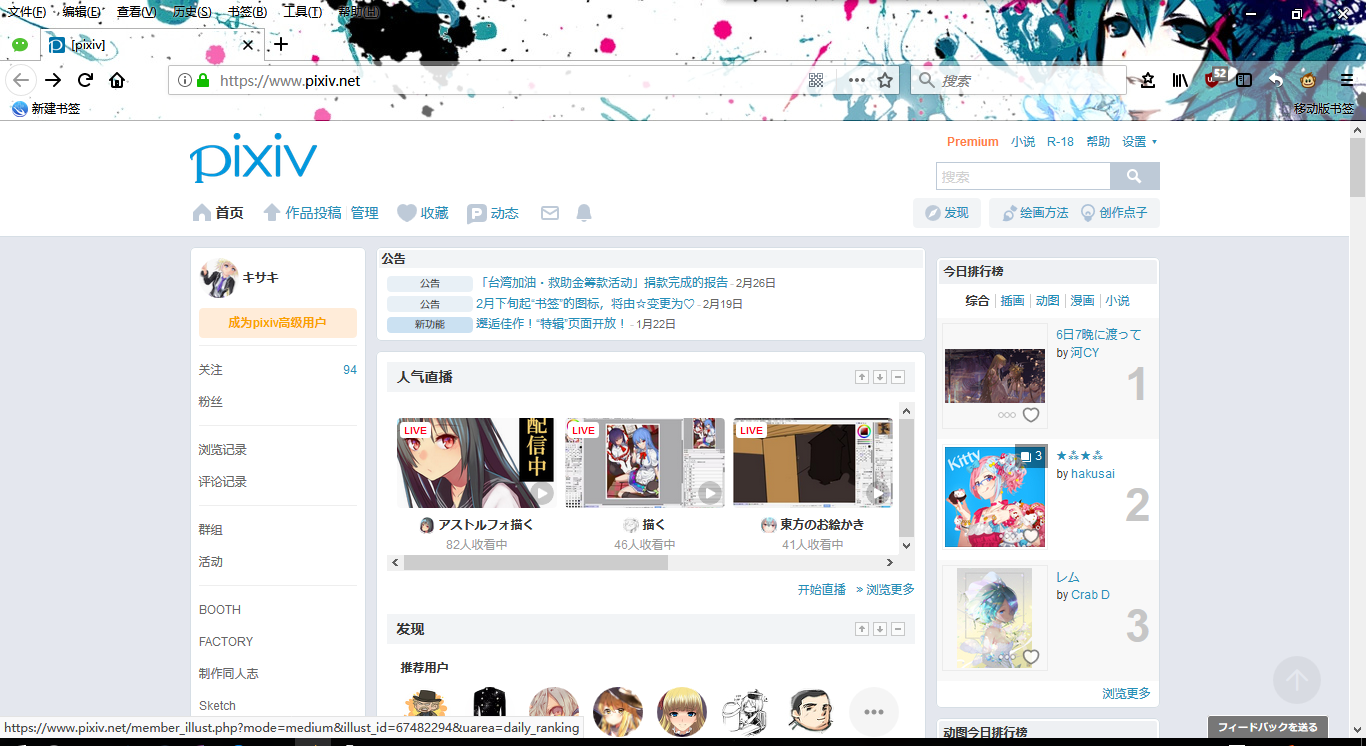 文件(F) 编辑(E) 查看(V) 历史(S) 书签(B) 工具(T) 帮助(H)
[pixiv]
https://www.pixiv.net
搜索
52
新建书签
移动版书签
pixiv
Premium 小说 R-18 帮助 设置
搜索
首页 作品投稿 管理 收藏 动态
发现 绘画方法 创作点子
キサキ
成为pixiv高级用户
关注 94
粉丝
浏览记录
评论记录
群组
活动
BOOTH
FACTORY
制作同人志
Sketch
公告
公告 「台湾加油・救助金筹款活动」捐款完成的报告 - 2月26日
公告 2月下旬起“书签”的图标，将由☆变更为♡ - 2月19日
新功能 邂逅佳作！“特辑”页面开放！ - 1月22日
人气直播
LIVE
配信中
LIVE
LIVE
アストルフォ描く
82人收看中
描く
46人收看中
東方のお絵かき
41人收看中
开始直播 » 浏览更多
发现
推荐用户
今日排行榜
综合 插画 动图 漫画 小说
6日7晩に渡って
by 河CY
1
Kitty
3
★⁂★⁂
by hakusai
2
レム
by Crab D
3
浏览更多
动图今日排行榜
フィードバックを送る
https://www.pixiv.net/member_illust.php?mode=medium&illust_id=67482294&uarea=daily_ranking